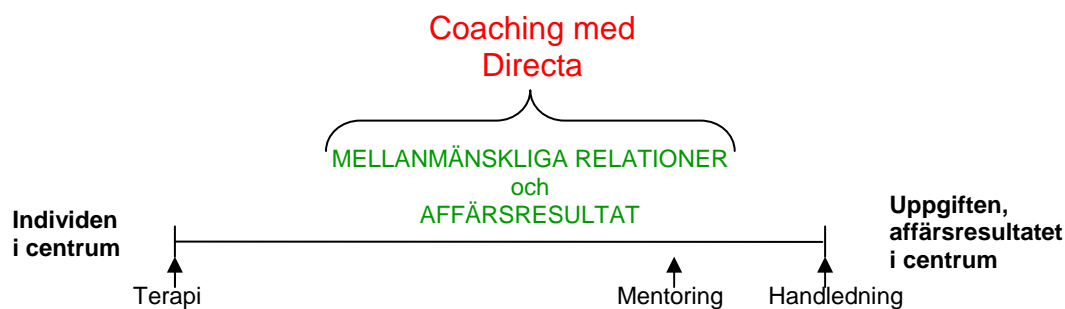 Coaching med
Directa
MELLANMÄNSKLIGA RELATIONER
och
AFFÄRSRESULTAT
Individen
i centrum
Uppgiften,
affärsresultatet
i centrum
Terapi
Mentoring
Handledning